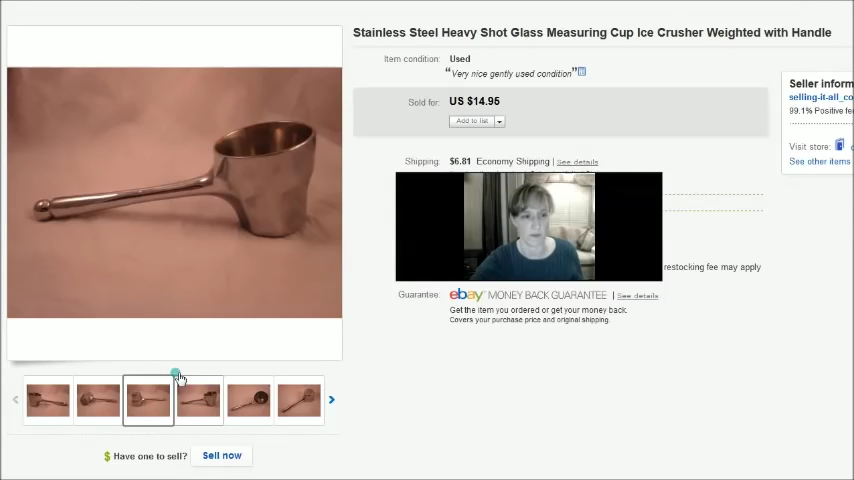 Stainless Steel Heavy Shot Glass Measuring Cup Ice Crusher Weighted with Handle
Item condition: Used
“Very nice gently used condition”
Sold for: US $14.95
Add to list
Shipping: $6.81 Economy Shipping | See details
restocking fee may apply
Guarantee: ebay MONEY BACK GUARANTEE | See details
Get the item you ordered or get your money back.
Covers your purchase price and original shipping.
Seller inform
selling-it-all_co
99.1% Positive fe
Visit store:
See other items
$ Have one to sell? Sell now